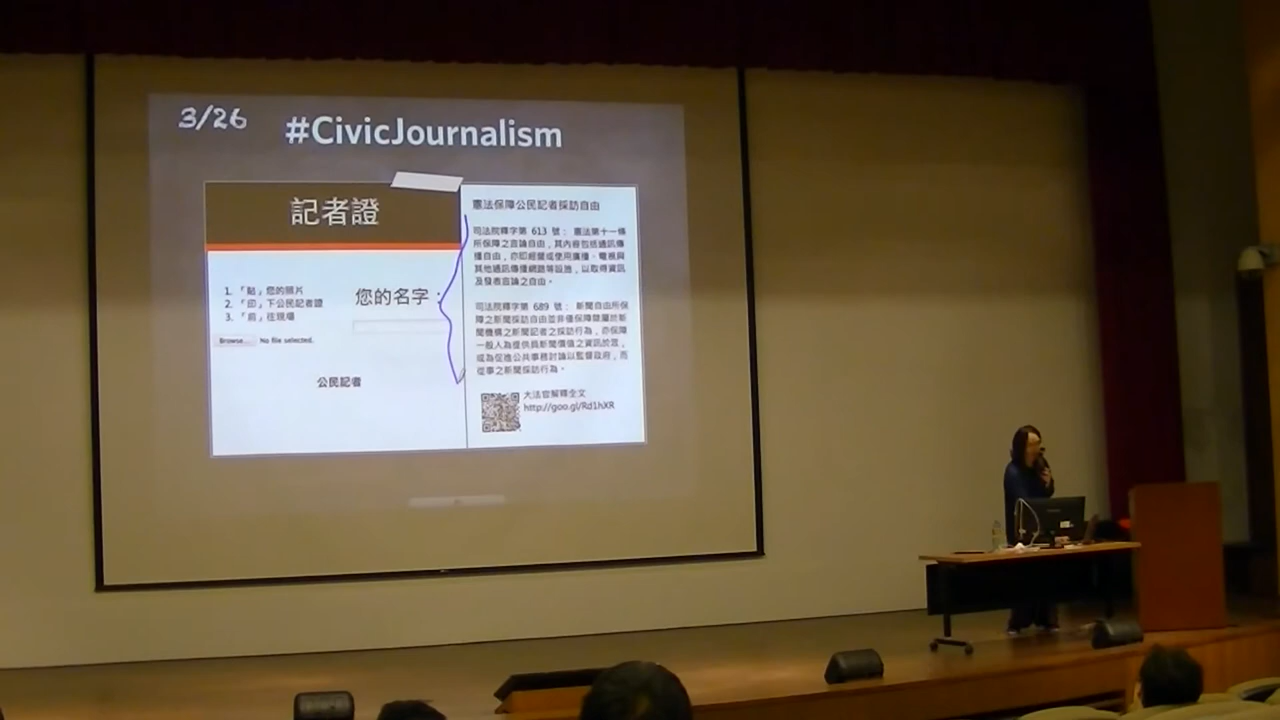 3/26 #CivicJournalism
記者證
1. 「點」您的照片
2. 「印」下公民記者證
3. 「前」往現場
Browse... No file selected.
您的名字：
公民記者
憲法保障公民記者採訪自由
司法院釋字第 613 號： 憲法第十一條
所保障之言論自由，其內容包括通訊傳
播自由，亦即經營或使用廣播、電視與
其他通訊傳播網路等設施，以取得資訊
及發表言論之自由。
司法院釋字第 689 號： 新聞自由所保
障之新聞採訪自由並非僅保障隸屬於新
聞機構之新聞記者之採訪行為，亦保障
一般人為提供具新聞價值之資訊於眾，
或為促進公共事務討論以監督政府，而
從事之新聞採訪行為。
大法官解釋全文
http://goo.gl/Rd1hXR